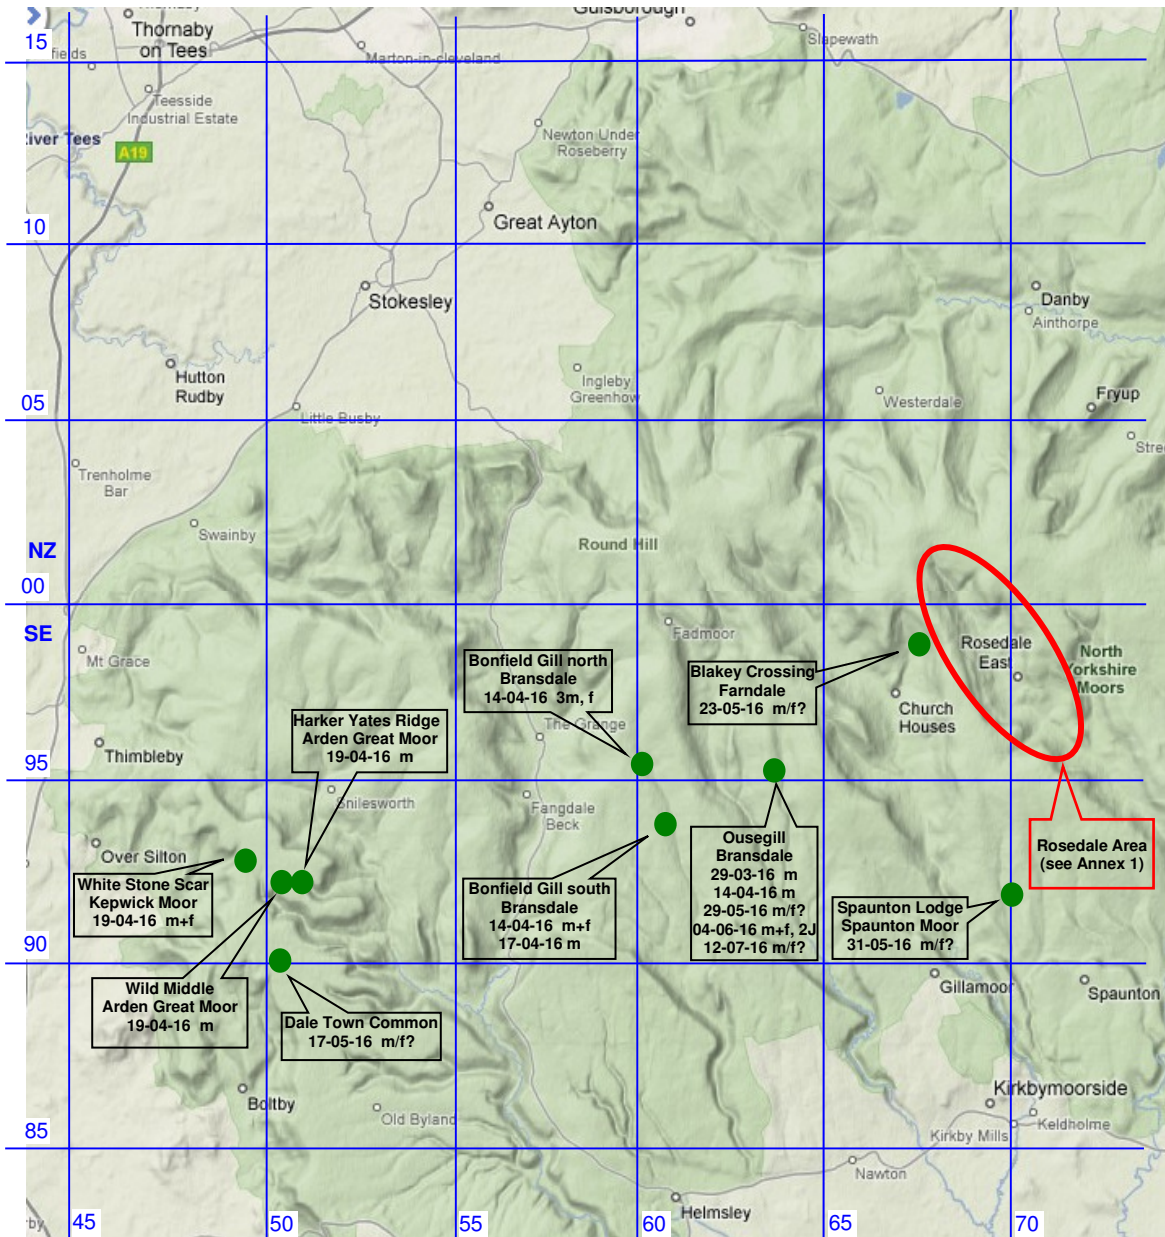 Guisborough
Thornaby
on Tees
15
fields
Marton-in-cleveland
Slapewath
Teesside
Industrial Estate
River Tees
A19
Newton Under
Roseberry
10
Great Ayton
Stokesley
Danby
Ainthorpe
Hutton
Rudby
Ingleby
Greenhow
Westerdale
Fryup
05
Little Busby
Trenholme
Bar
Swainby
Round Hill
NZ
00
SE
Fadmoor
Mt Grace
Bonfield Gill north
Bransdale
14-04-16 3m, f
Blakey Crossing
Farndale
23-05-16 m/f?
Rosedale
East
North
Yorkshire
Moors
Church
Houses
The Grange
Harker Yates Ridge
Arden Great Moor
19-04-16 m
Thimbleby
95
Snilesworth
Fangdale
Beck
Over Silton
White Stone Scar
Kepwick Moor
19-04-16 m+f
Bonfield Gill south
Bransdale
14-04-16 m+f
17-04-16 m
Ousegill
Bransdale
29-03-16 m
14-04-16 m
29-05-16 m/f?
04-06-16 m+f, 2J
12-07-16 m/f?
Rosedale Area
(see Annex 1)
Spaunton Lodge
Spaunton Moor
31-05-16 m/f?
90
Wild Middle
Arden Great Moor
19-04-16 m
Dale Town Common
17-05-16 m/f?
Gillamoor
Spaunton
Boltby
Old Byland
Kirkbymoorside
Keldholme
Kirkby Mills
85
Nawton
Helmsley
45
50
55
60
65
70